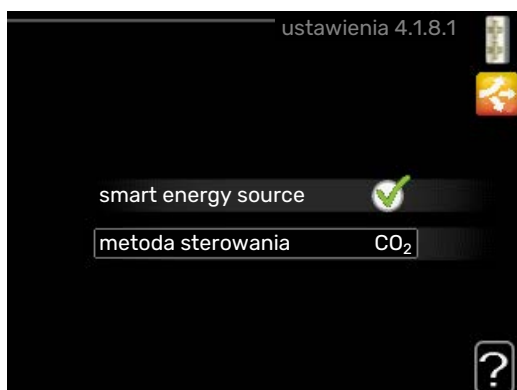 ustawienia 4.1.8.1
smart energy source
metoda sterowania CO₂
?